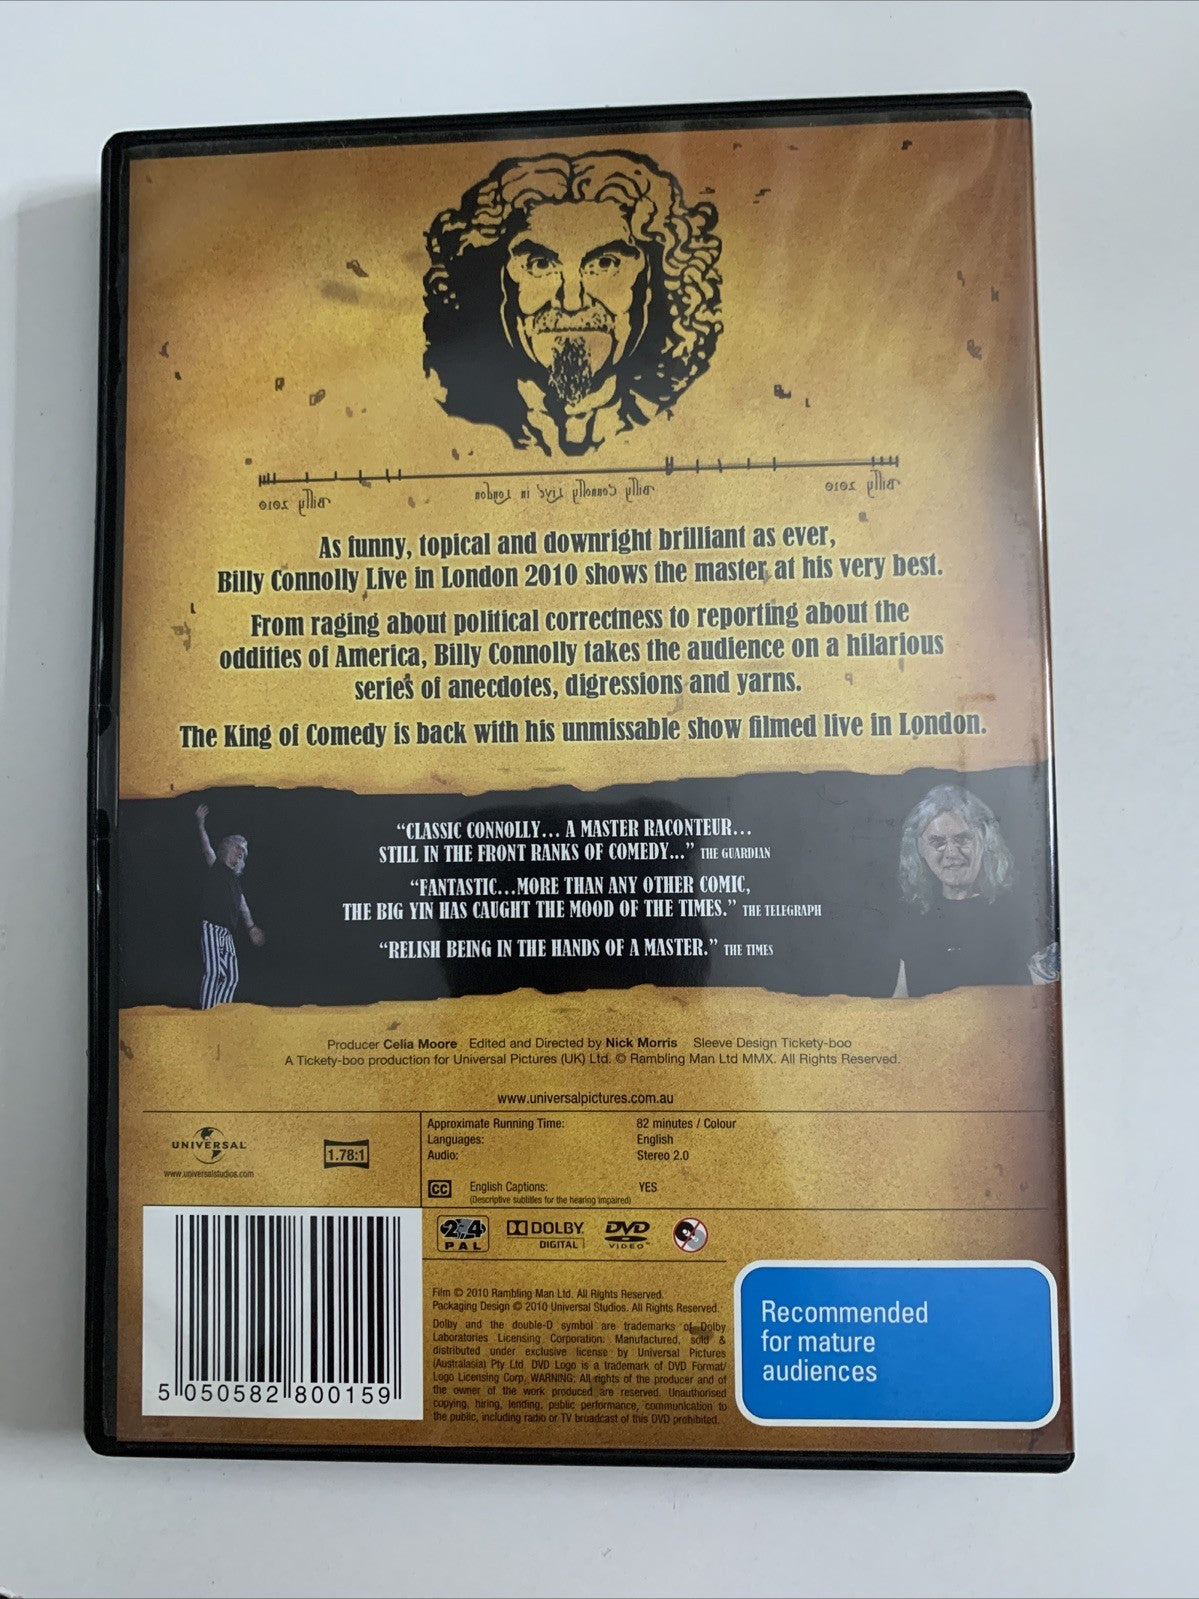 Billy 2010
Billy Connolly Live in London
Billy 2010
As funny, topical and downright brilliant as ever,
Billy Connolly Live in London 2010 shows the master at his very best.
From raging about political correctness to reporting about the
oddities of America, Billy Connolly takes the audience on a hilarious
series of anecdotes, digressions and yarns.
The King of Comedy is back with his unmissable show filmed live in London.
“CLASSIC CONNOLLY... A MASTER RACONTEUR...
STILL IN THE FRONT RANKS OF COMEDY...” THE GUARDIAN
“FANTASTIC...MORE THAN ANY OTHER COMIC,
THE BIG YIN HAS CAUGHT THE MOOD OF THE TIMES.” THE TELEGRAPH
“RELISH BEING IN THE HANDS OF A MASTER.” THE TIMES
Producer Celia Moore Edited and Directed by Nick Morris Sleeve Design Tickety-boo
A Tickety-boo production for Universal Pictures (UK) Ltd. © Rambling Man Ltd MMX. All Rights Reserved.
www.universalpictures.com.au
UNIVERSAL
www.universalstudios.com
1.78:1
Approximate Running Time: 82 minutes / Colour
Languages: English
Audio: Stereo 2.0
CC English Captions: YES
(Descriptive subtitles for the hearing impaired)
2 4
PAL
DOLBY
DIGITAL
DVD
VIDEO™
Film © 2010 Rambling Man Ltd. All Rights Reserved.
Packaging Design © 2010 Universal Studios. All Rights Reserved.
Dolby and the double-D symbol are trademarks of Dolby
Laboratories Licensing Corporation. Manufactured, sold &
distributed under exclusive license by Universal Pictures
(Australasia) Pty Ltd. DVD Logo is a trademark of DVD Format/
Logo Licensing Corp. WARNING: All rights of the producer and of
the owner of the work produced are reserved. Unauthorised
copying, hiring, lending, public performance, communication to
the public, including radio or TV broadcast of this DVD prohibited.
5 050582 800159
Recommended
for mature
audiences